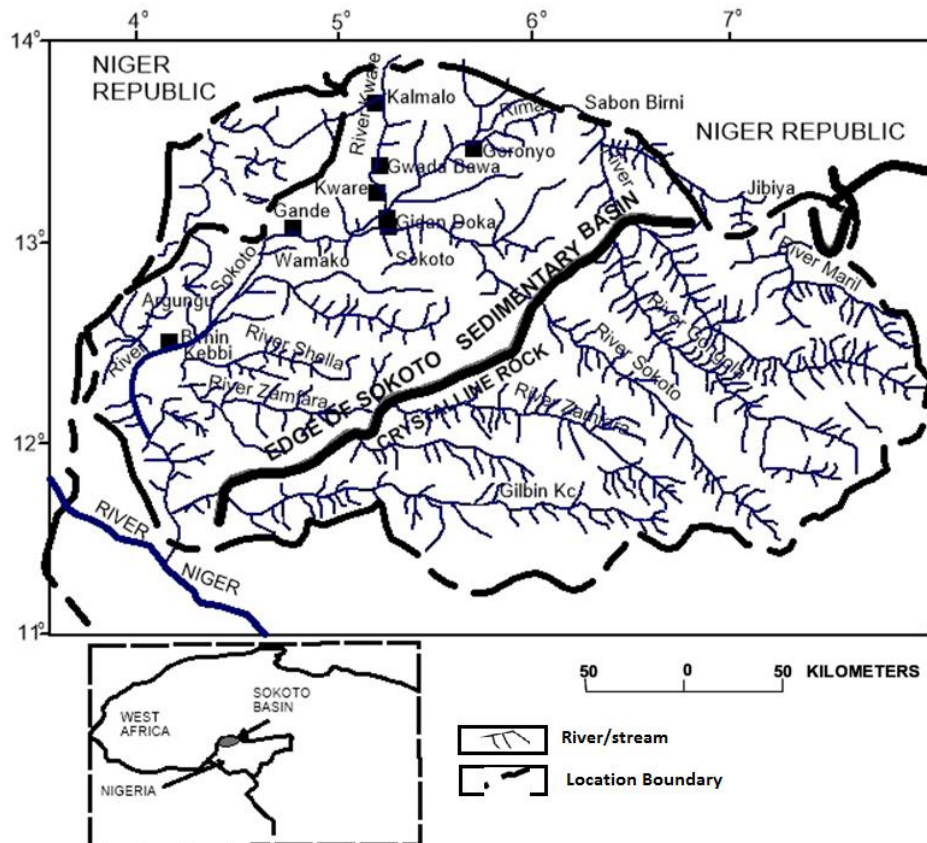 4°
5°
6°
7°
14°
NIGER
REPUBLIC
River Kware
Kalmalo
Rima
Sabon Birni
NIGER REPUBLIC
Goronyo
Gwada Bawa
River
Kware
Jibiya
Gande
Gidan Doka
13°
Wamako
Sokoto
Sokoto
River Maril
Argungu
EDGE OF SOKOTO SEDIMENTARY BASIN
CRYSTALLINE ROCK
River
Birnin
Kebbi
River Shella
River Sokoto
River Gongola
River Zamfara
River Zamfara
12°
Gilbin Kc
RIVER
NIGER
11°
SOKOTO
BASIN
WEST
AFRICA
NIGERIA
50 0 50 KILOMETERS
River/stream
Location Boundary